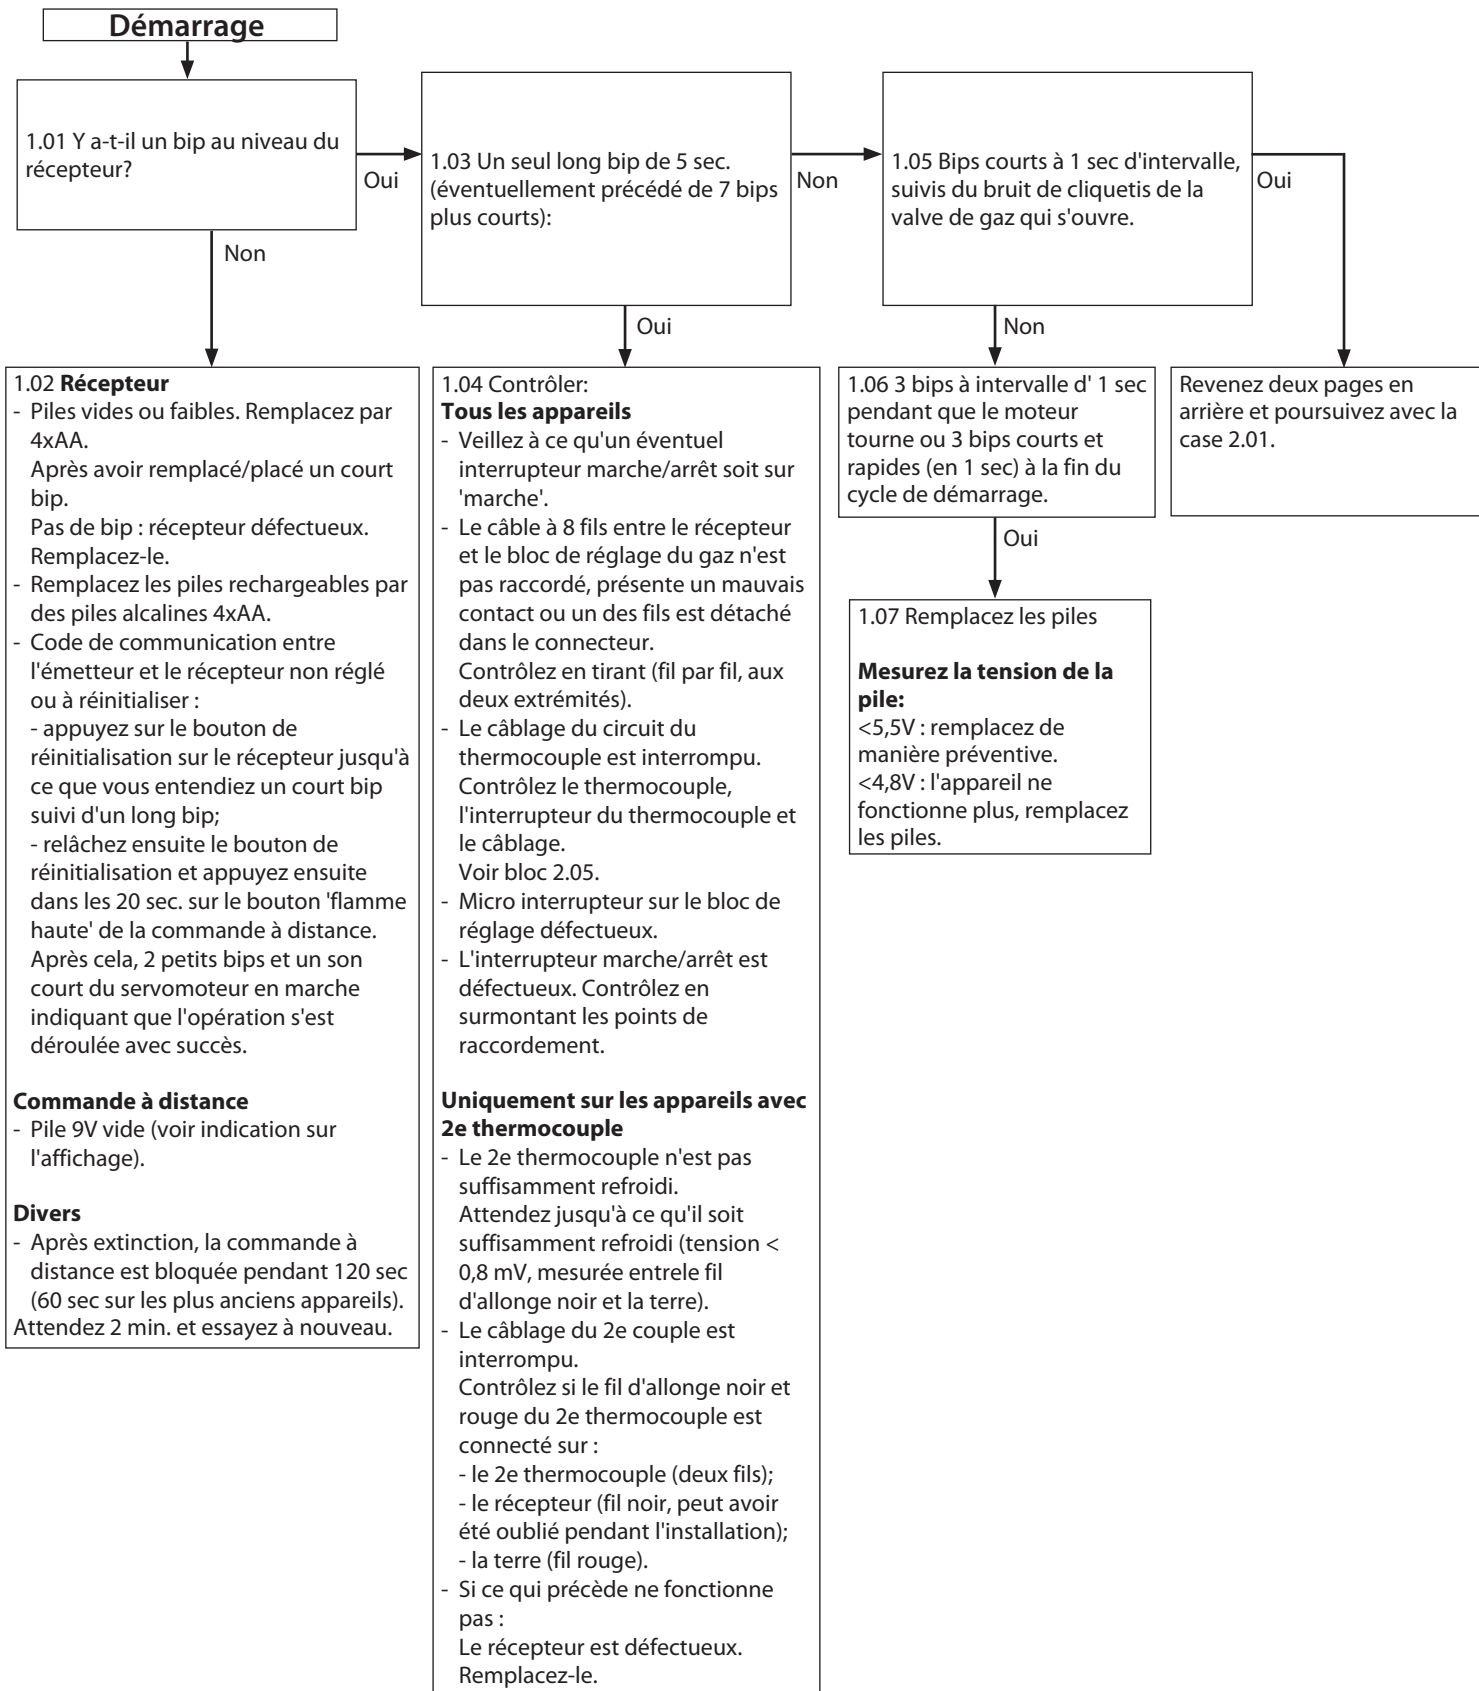 Démarrage
1.01 Y a-t-il un bip au niveau du
récepteur?
Oui
Non
1.03 Un seul long bip de 5 sec.
(éventuellement précédé de 7 bips
plus courts):
Non
Oui
1.05 Bips courts à 1 sec d'intervalle,
suivis du bruit de cliquetis de la
valve de gaz qui s'ouvre.
Oui
Non
1.02 Récepteur
- Piles vides ou faibles. Remplacez par
4xAA.
Après avoir remplacé/placé un court
bip.
Pas de bip : récepteur défectueux.
Remplacez-le.
- Remplacez les piles rechargeables par
des piles alcalines 4xAA.
- Code de communication entre
l'émetteur et le récepteur non réglé
ou à réinitialiser :
- appuyez sur le bouton de
réinitialisation sur le récepteur jusqu'à
ce que vous entendiez un court bip
suivi d'un long bip;
- relâchez ensuite le bouton de
réinitialisation et appuyez ensuite
dans les 20 sec. sur le bouton 'flamme
haute' de la commande à distance.
Après cela, 2 petits bips et un son
court du servomoteur en marche
indiquant que l'opération s'est
déroulée avec succès.
Commande à distance
- Pile 9V vide (voir indication sur
l'affichage).
Divers
- Après extinction, la commande à
distance est bloquée pendant 120 sec
(60 sec sur les plus anciens appareils).
Attendez 2 min. et essayez à nouveau.
1.04 Contrôler:
Tous les appareils
- Veillez à ce qu'un éventuel
interrupteur marche/arrêt soit sur
'marche'.
- Le câble à 8 fils entre le récepteur
et le bloc de réglage du gaz n'est
pas raccordé, présente un mauvais
contact ou un des fils est détaché
dans le connecteur.
Contrôlez en tirant (fil par fil, aux
deux extrémités).
- Le câblage du circuit du
thermocouple est interrompu.
Contrôlez le thermocouple,
l'interrupteur du thermocouple et
le câblage.
Voir bloc 2.05.
- Micro interrupteur sur le bloc de
réglage défectueux.
- L'interrupteur marche/arrêt est
défectueux. Contrôlez en
surmontant les points de
raccordement.
Uniquement sur les appareils avec
2e thermocouple
- Le 2e thermocouple n'est pas
suffisamment refroidi.
Attendez jusqu'à ce qu'il soit
suffisamment refroidi (tension <
0,8 mV, mesurée entrele fil
d'allonge noir et la terre).
- Le câblage du 2e couple est
interrompu.
Contrôlez si le fil d'allonge noir et
rouge du 2e thermocouple est
connecté sur :
- le 2e thermocouple (deux fils);
- le récepteur (fil noir, peut avoir
été oublié pendant l'installation);
- la terre (fil rouge).
- Si ce qui précède ne fonctionne
pas :
Le récepteur est défectueux.
Remplacez-le.
1.06 3 bips à intervalle d' 1 sec
pendant que le moteur
tourne ou 3 bips courts et
rapides (en 1 sec) à la fin du
cycle de démarrage.
Oui
1.07 Remplacez les piles
Mesurez la tension de la
pile:
<5,5V : remplacez de
manière préventive.
<4,8V : l'appareil ne
fonctionne plus, remplacez
les piles.
Revenez deux pages en
arrière et poursuivez avec la
case 2.01.